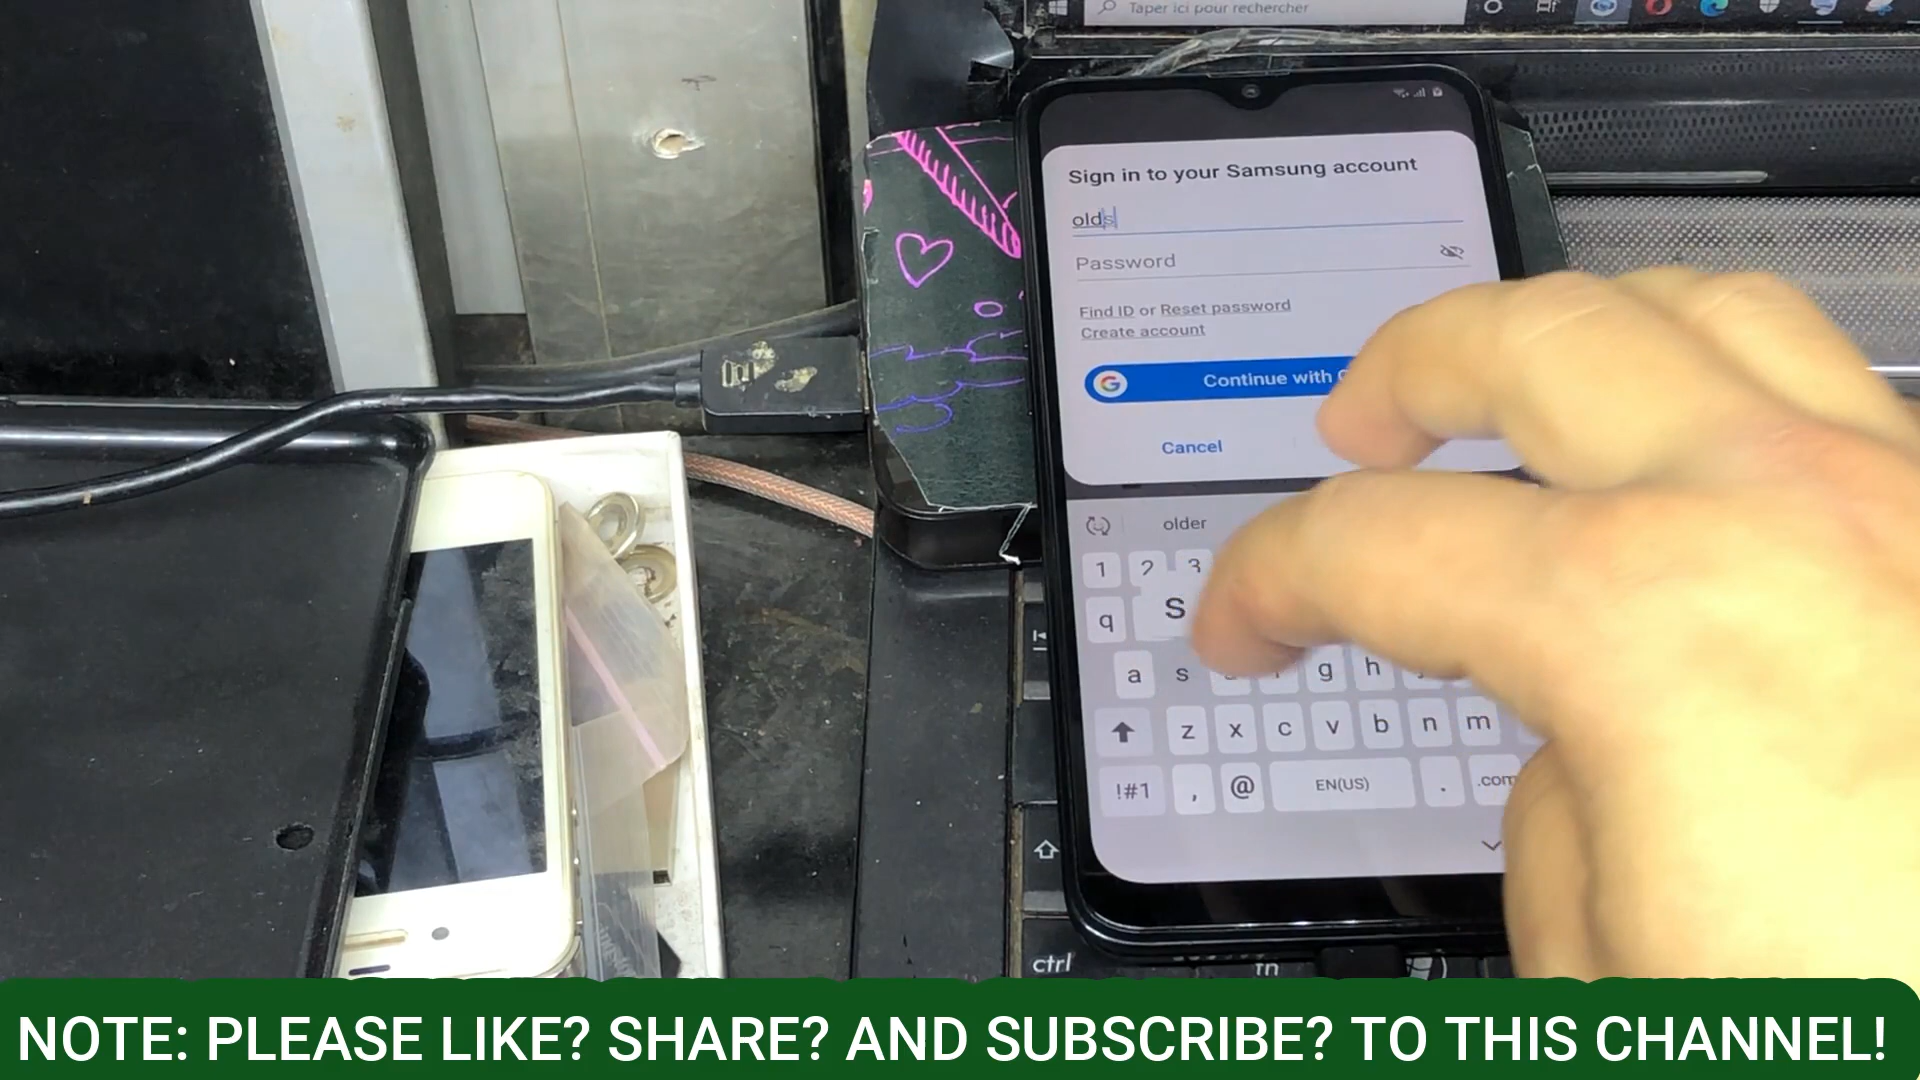 Taper ici pour rechercher
Sign in to your Samsung account
olds
Password
Find ID or Reset password
Create account
G Continue with
Cancel
older
1 2 3
q S
a s g h
z x c v b n m
!#1 , @ EN(US) . .com
ctrl fn
NOTE: PLEASE LIKE? SHARE? AND SUBSCRIBE? TO THIS CHANNEL!